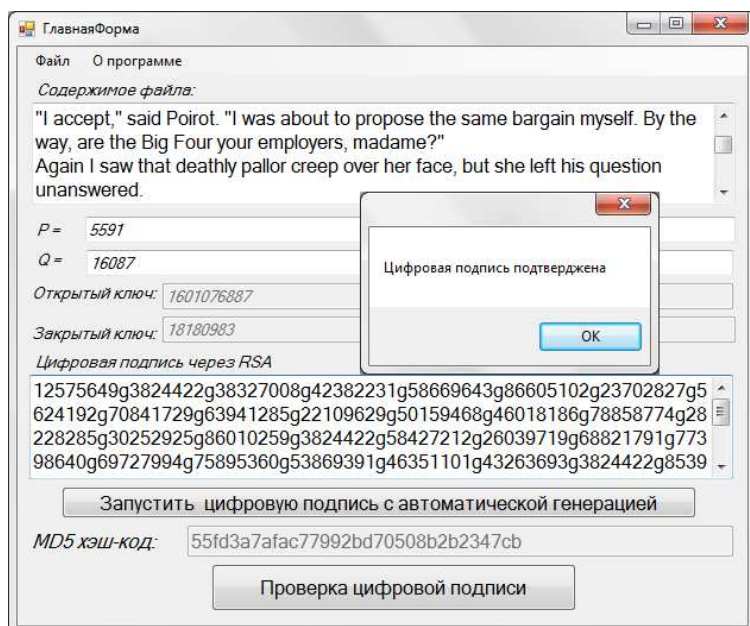 ГлавнаяФорма
Файл О программе
Содержимое файла:
"I accept," said Poirot. "I was about to propose the same bargain myself. By the
way, are the Big Four your employers, madame?"
Again I saw that deathly pallor creep over her face, but she left his question
unanswered.
P = 5591
Q = 16087
Открытый ключ: 1601076887
Закрытый ключ: 18180983
Цифровая подпись подтверждена
OK
Цифровая подпись через RSA
12575649g3824422g38327008g42382231g58669643g86605102g23702827g5
624192g70841729g63941285g22109629g50159468g46018186g78858774g28
228285g30252925g86010259g3824422g58427212g26039719g68821791g773
98640g69727994g75895360g53869391g46351101g43263693g3824422g8539
Запустить цифровую подпись с автоматической генерацией
MD5 хэш-код: 55fd3a7afac77992bd70508b2b2347cb
Проверка цифровой подписи